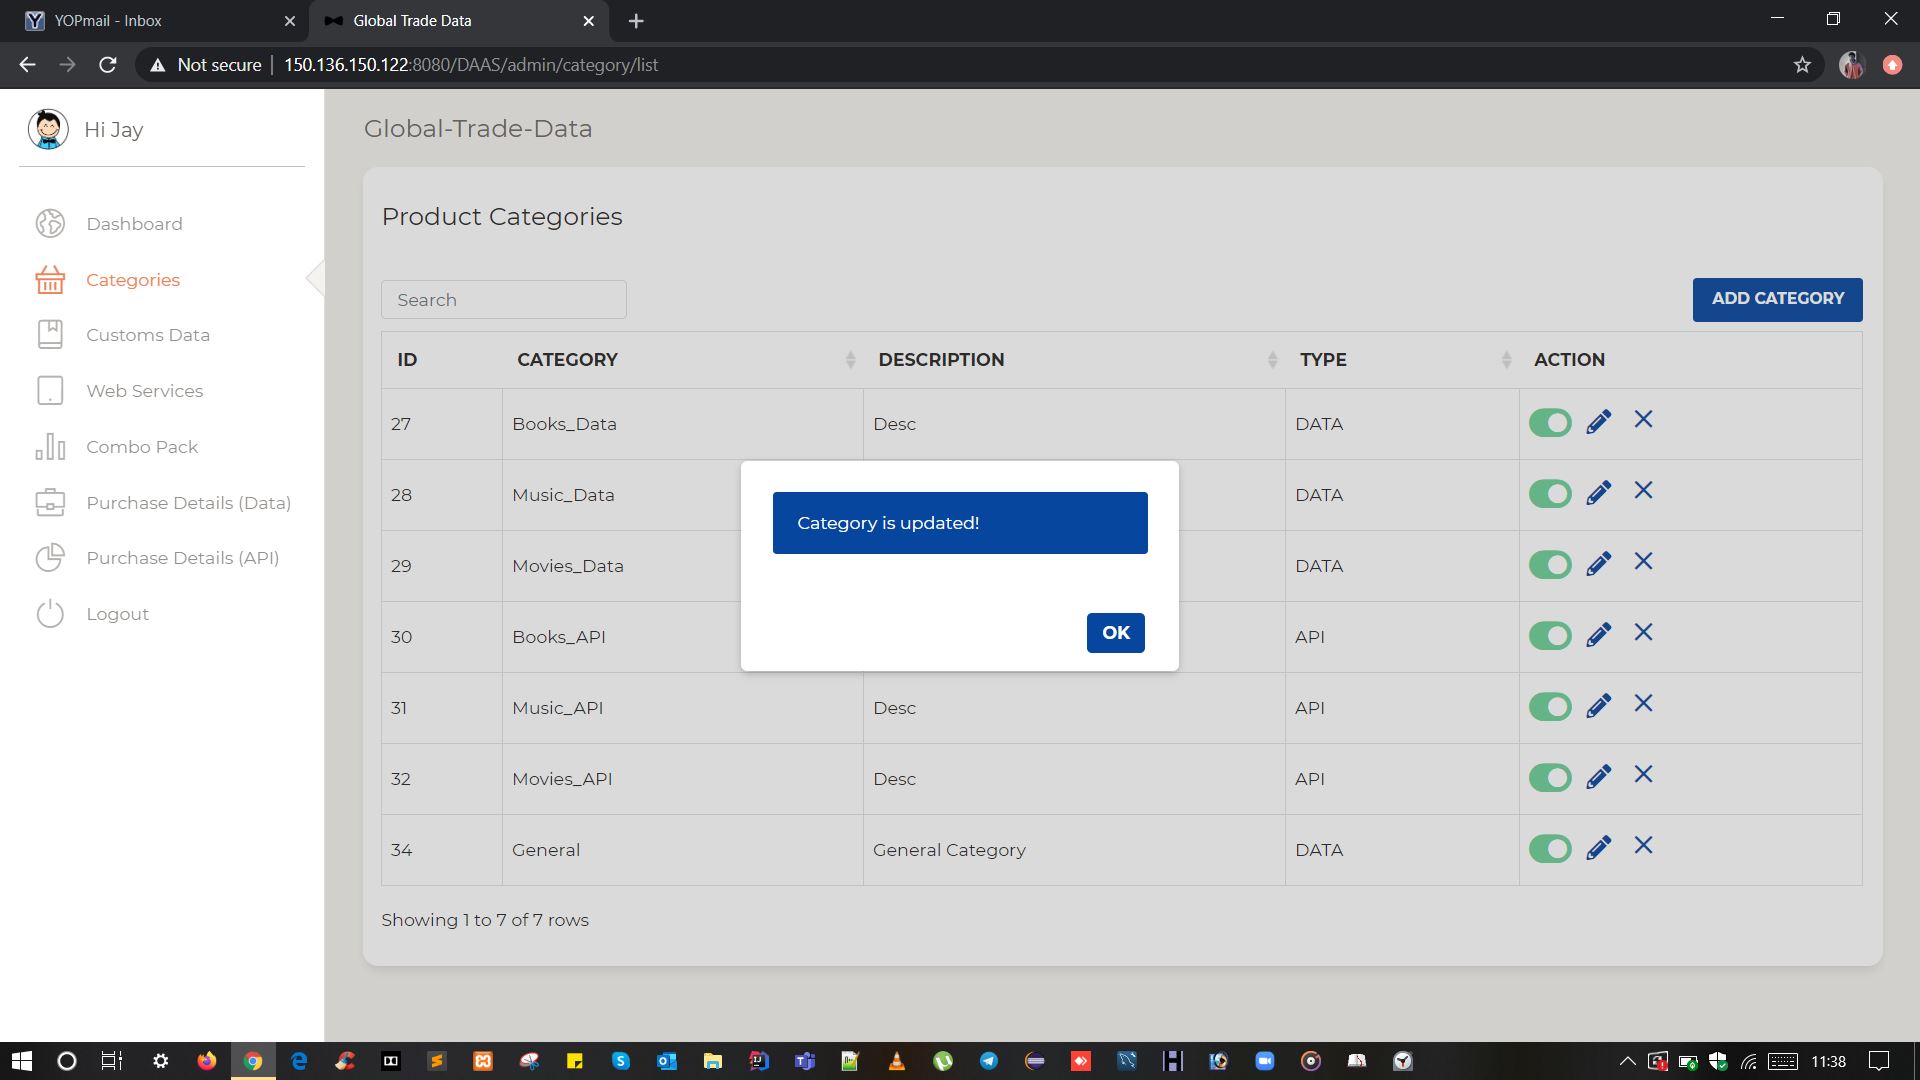 YOPmail - Inbox
Global Trade Data
Not secure
150.136.150.122:8080/DAAS/admin/category/list
Hi Jay
Global-Trade-Data
Dashboard
Categories
Customs Data
Web Services
Combo Pack
Purchase Details (Data)
Purchase Details (API)
Logout
Product Categories
Search
ADD CATEGORY
ID CATEGORY DESCRIPTION TYPE ACTION
27 Books_Data Desc DATA
28 Music_Data DATA
29 Movies_Data DATA
30 Books_API API
31 Music_API Desc API
32 Movies_API Desc API
34 General General Category DATA
Category is updated!
OK
Showing 1 to 7 of 7 rows
11:38